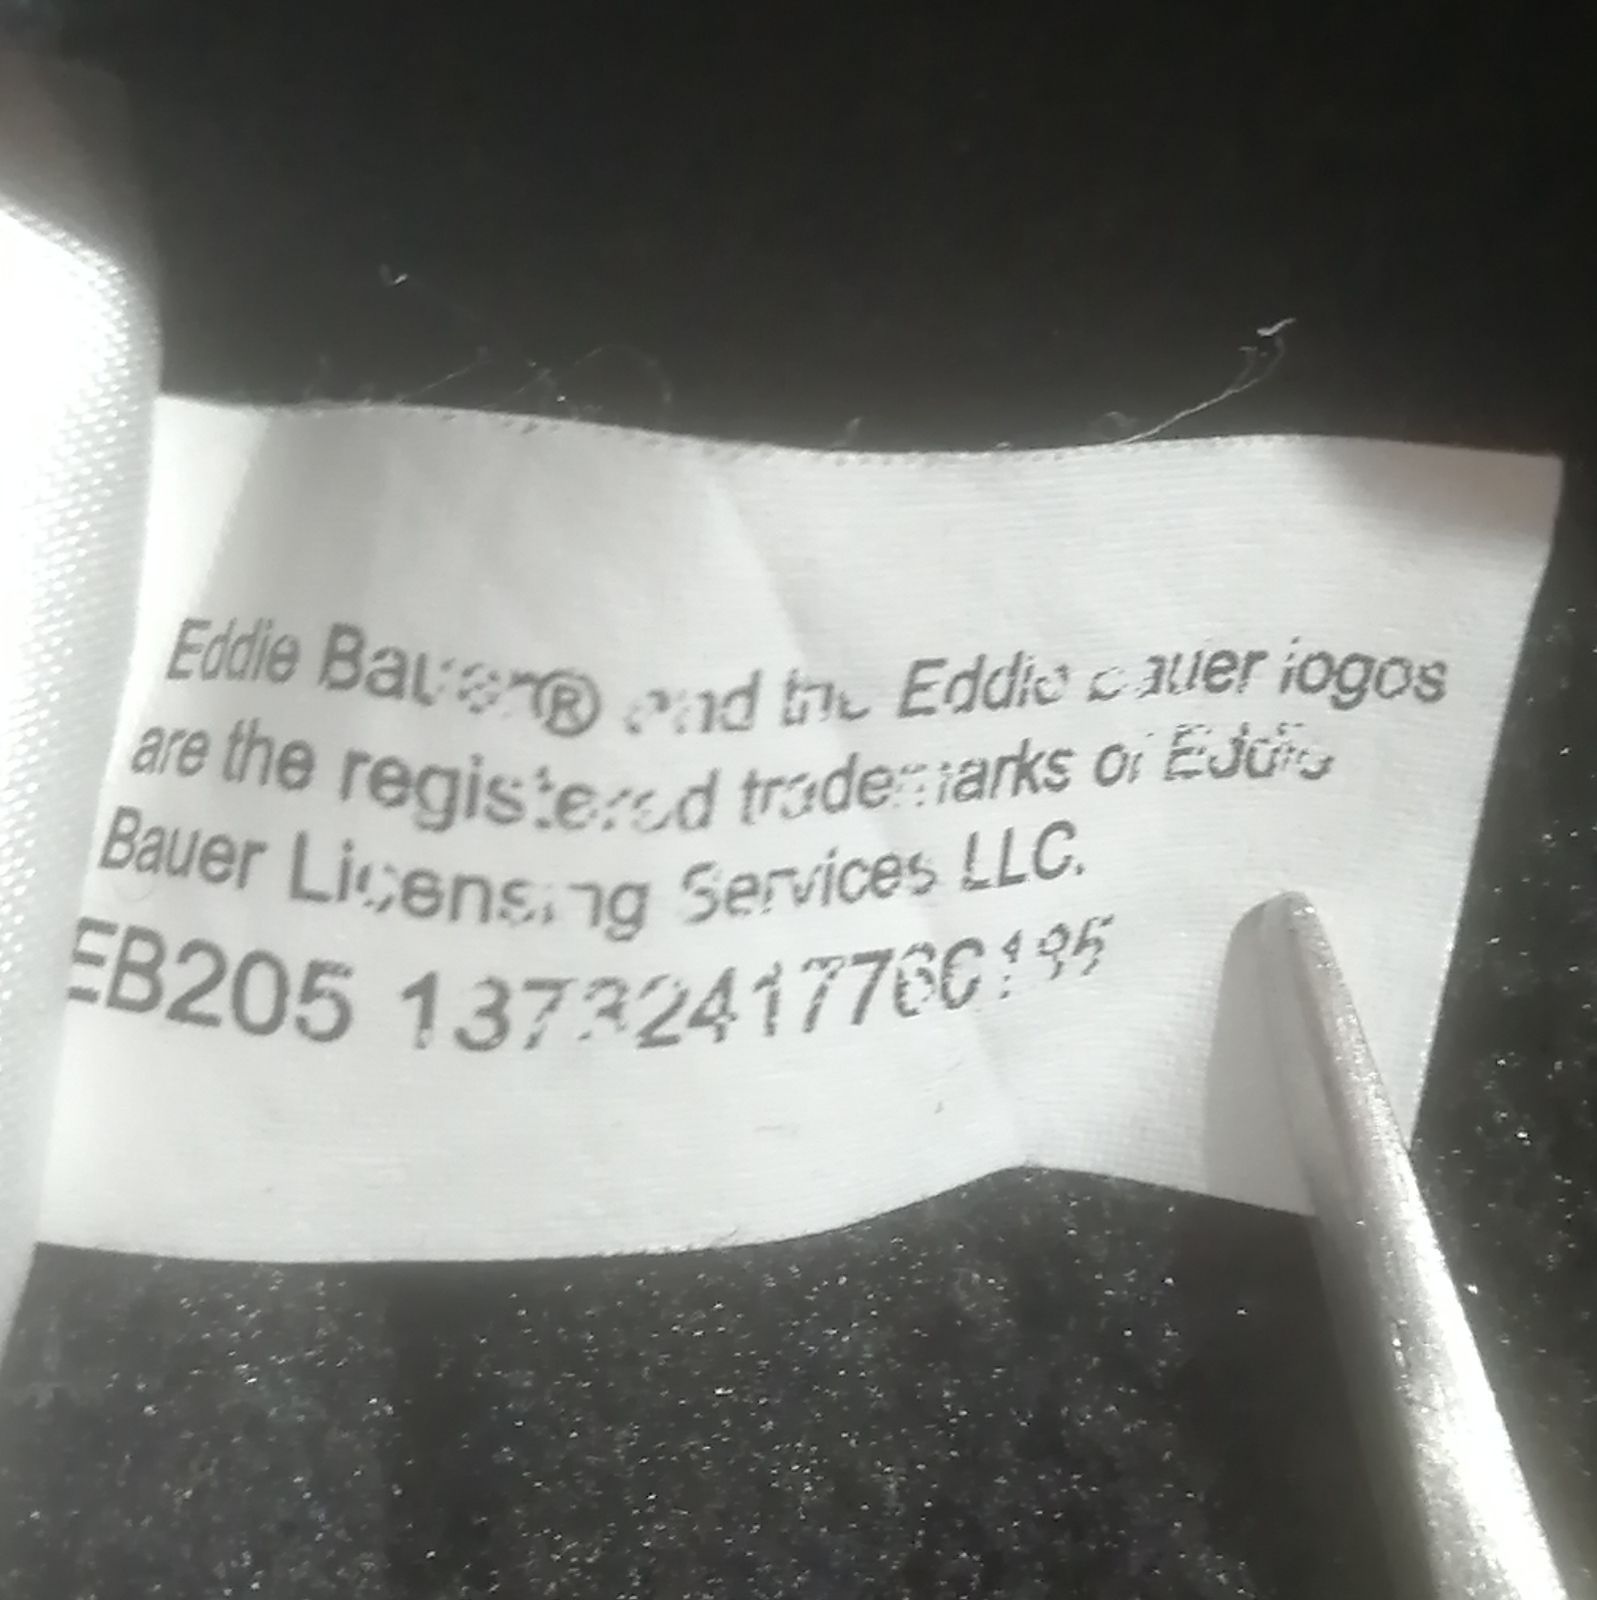 Eddie Bauer® and the Eddie Bauer logos
are the registered trademarks of Eddie
Bauer Licensing Services LLC.
EB205